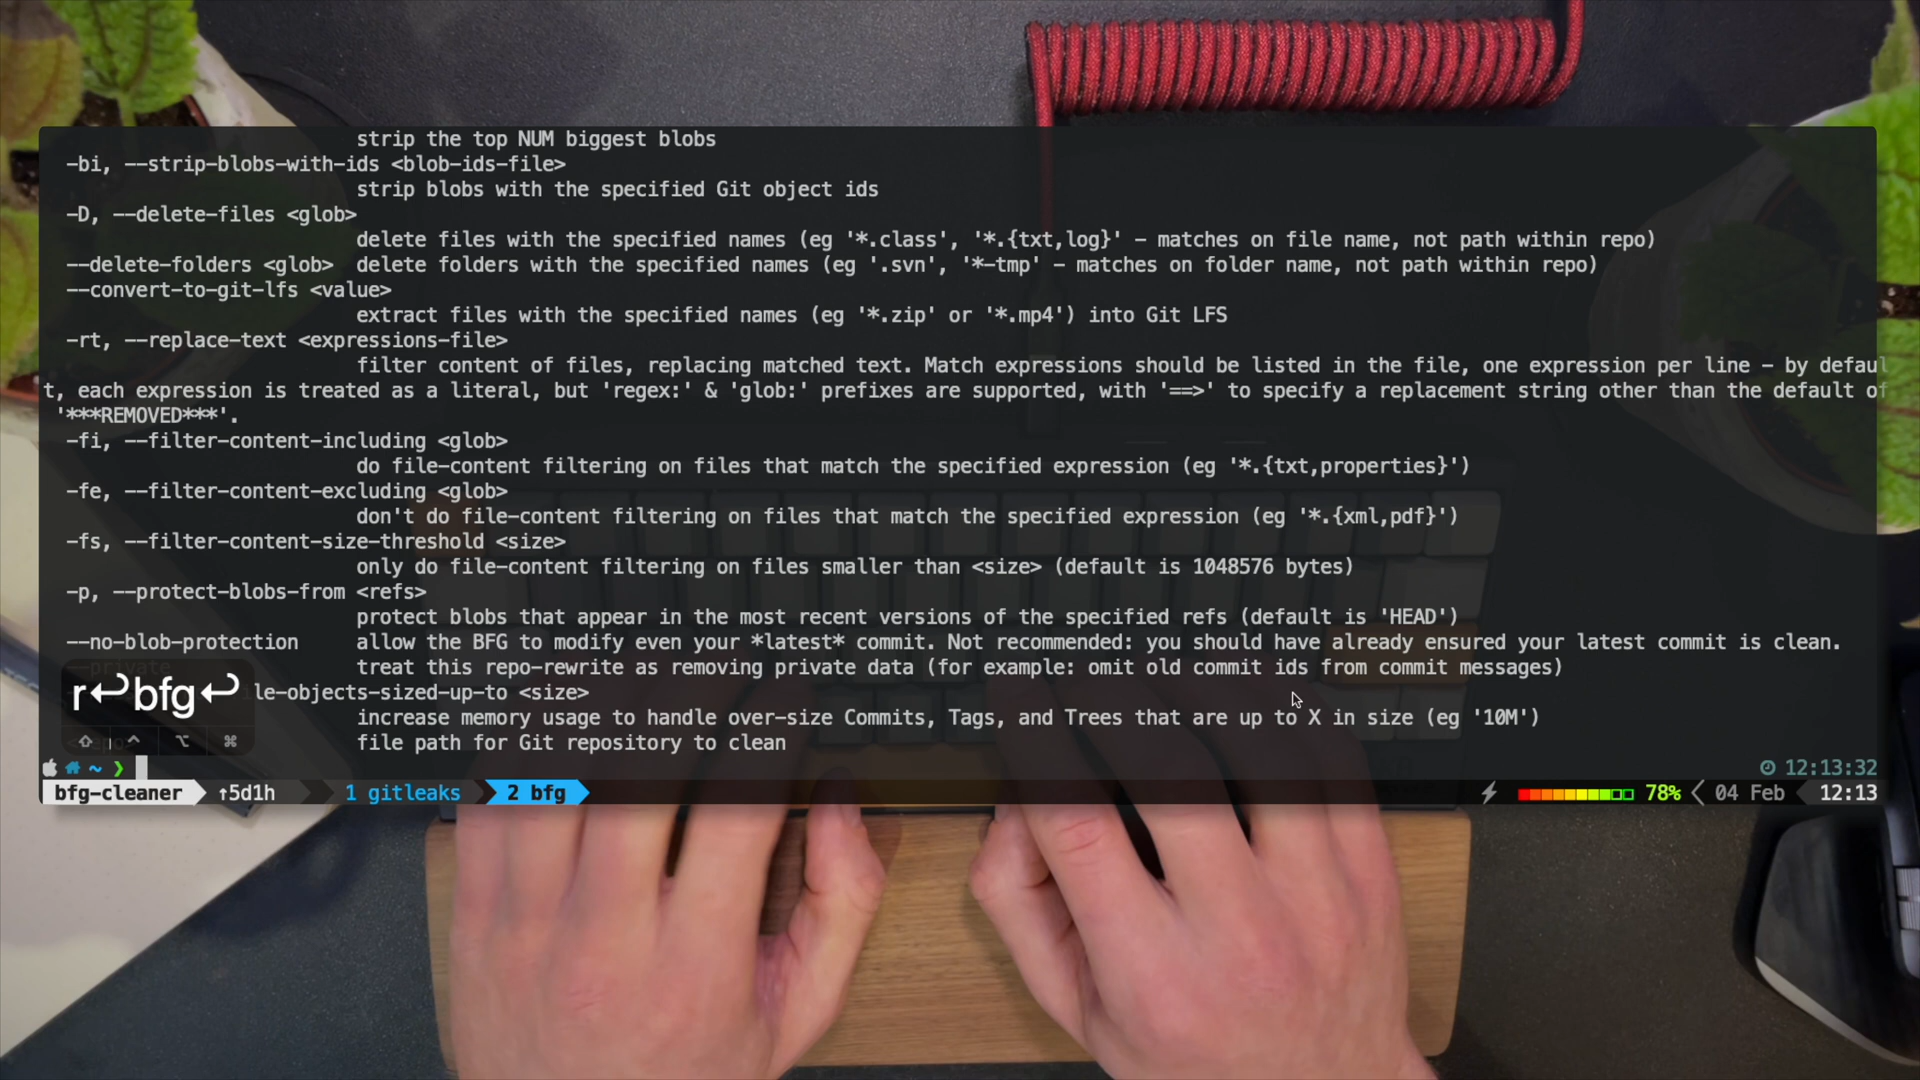 strip the top NUM biggest blobs
-bi, --strip-blobs-with-ids <blob-ids-file>
strip blobs with the specified Git object ids
-D, --delete-files <glob>
delete files with the specified names (eg '*.class', '*.{txt,log}' - matches on file name, not path within repo)
--delete-folders <glob>  delete folders with the specified names (eg '.svn', '*-tmp' - matches on folder name, not path within repo)
--convert-to-git-lfs <value>
extract files with the specified names (eg '*.zip' or '*.mp4') into Git LFS
-rt, --replace-text <expressions-file>
filter content of files, replacing matched text. Match expressions should be listed in the file, one expression per line - by defaul
t, each expression is treated as a literal, but 'regex:' & 'glob:' prefixes are supported, with '==>' to specify a replacement string other than the default of
'***REMOVED***'.
-fi, --filter-content-including <glob>
do file-content filtering on files that match the specified expression (eg '*.{txt,properties}')
-fe, --filter-content-excluding <glob>
don't do file-content filtering on files that match the specified expression (eg '*.{xml,pdf}')
-fs, --filter-content-size-threshold <size>
only do file-content filtering on files smaller than <size> (default is 1048576 bytes)
-p, --protect-blobs-from <refs>
protect blobs that appear in the most recent versions of the specified refs (default is 'HEAD')
--no-blob-protection     allow the BFG to modify even your *latest* commit. Not recommended: you should have already ensured your latest commit is clean.
--private                treat this repo-rewrite as removing private data (for example: omit old commit ids from commit messages)
r↩bfg↩
ile-objects-sized-up-to <size>
increase memory usage to handle over-size Commits, Tags, and Trees that are up to X in size (eg '10M')
⇧ ^ ⌥ ⌘
file path for Git repository to clean
~ ❯ 12:13:32
bfg-cleaner ↑5d1h 1 gitleaks 2 bfg 78% 04 Feb 12:13